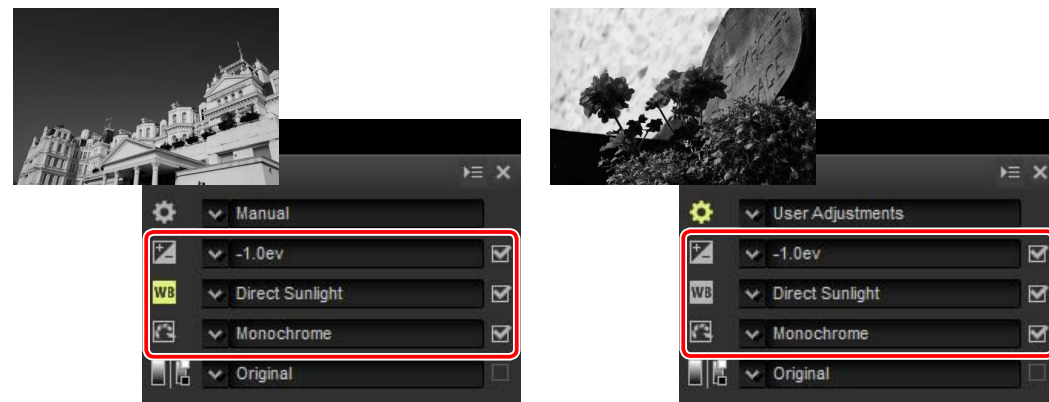 Manual
-1.0ev
WB
Direct Sunlight
Monochrome
Original
User Adjustments
-1.0ev
WB
Direct Sunlight
Monochrome
Original